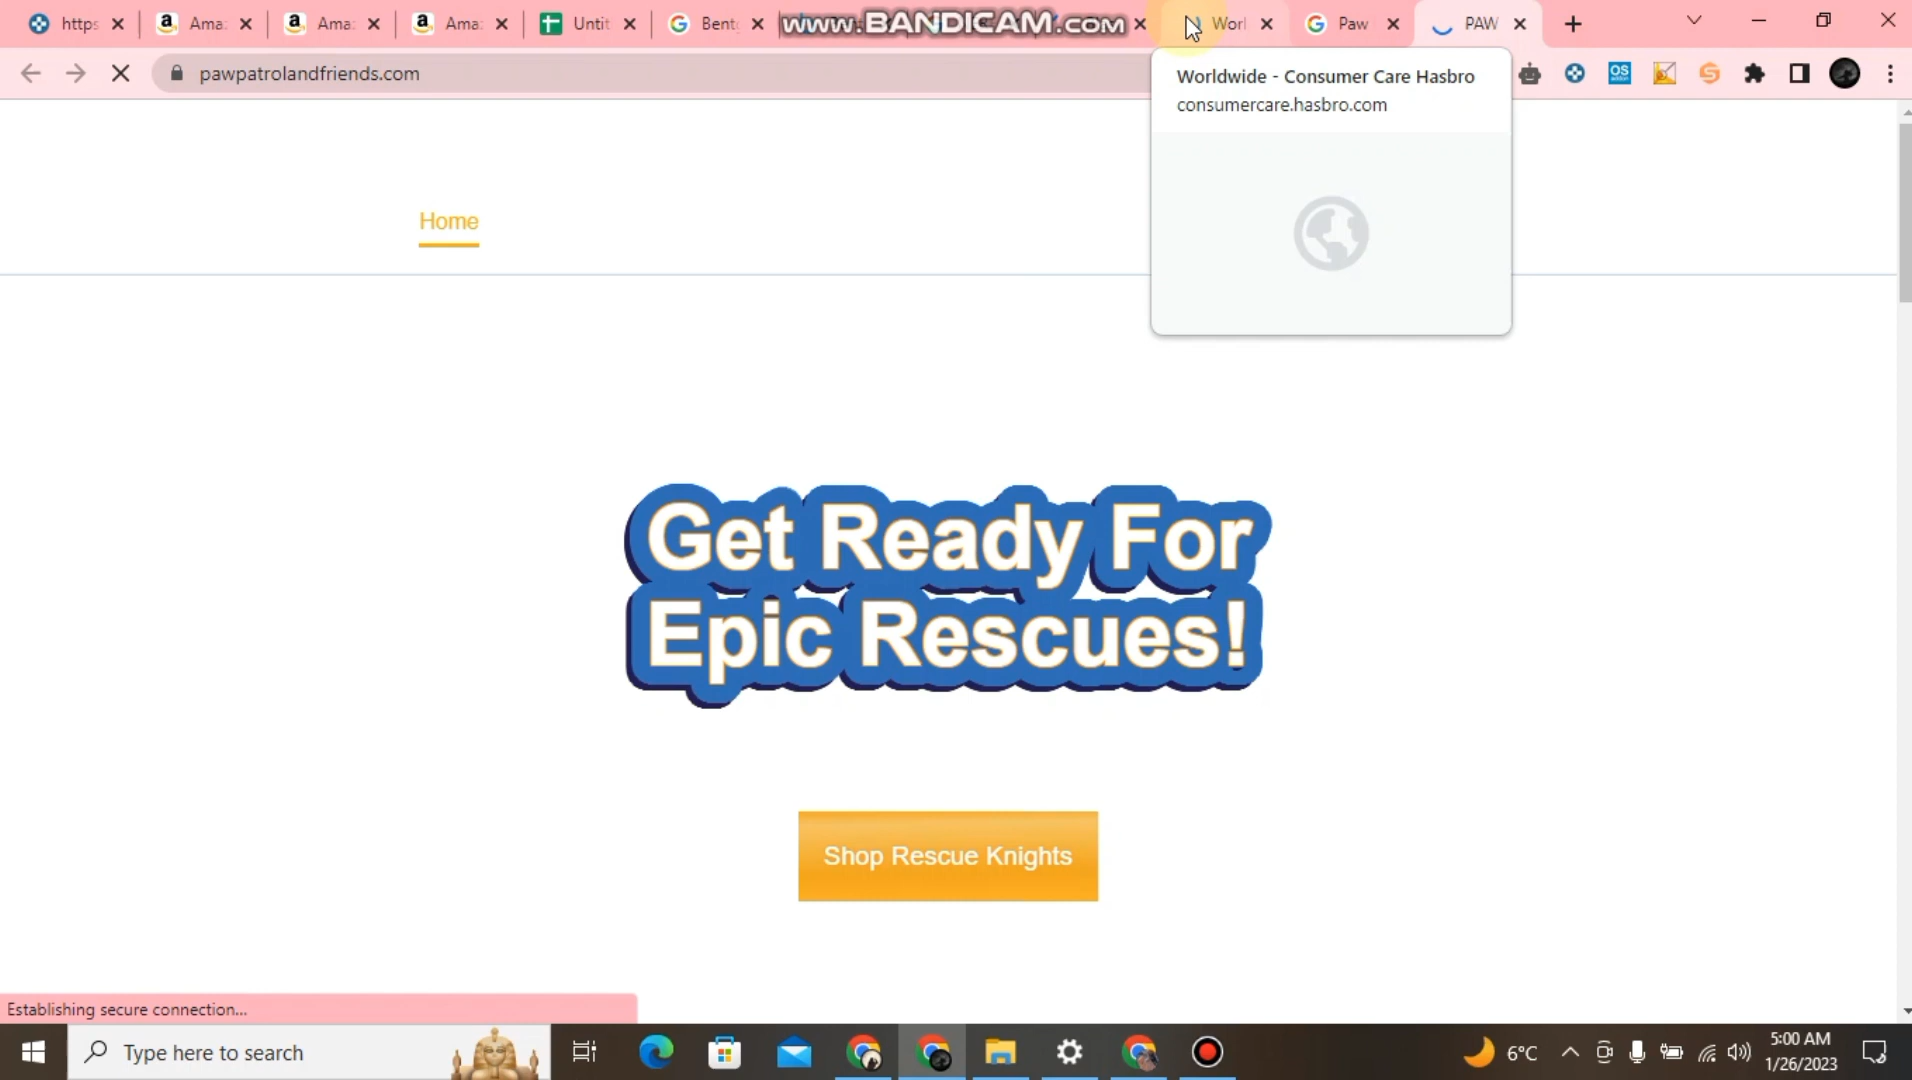 https
Ama
Ama
Ama
Untit
Bent
www.BANDICAM.com
Worl
Paw
PAW
pawpatrolandfriends.com
OS
Worldwide - Consumer Care Hasbro
consumercare.hasbro.com
Home
Get Ready For
Epic Rescues!
Shop Rescue Knights
Establishing secure connection...
Type here to search
6°C
5:00 AM
1/26/2023